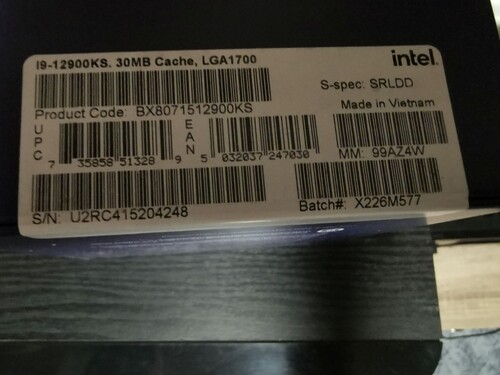 I9-12900KS. 30MB Cache, LGA1700
intel.
S-spec: SRLDD
Product Code: BX8071512900KS
Made in Vietnam
UPC
7 35858 51328 9
EAN
5 032037 247030
MM: 99AZ4W
S/N: U2RC415204248
Batch#: X226M577